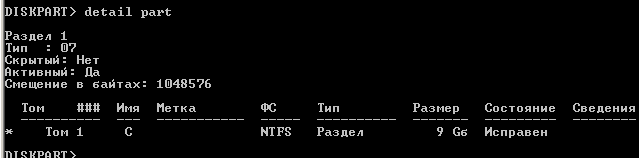 DISKPART> detail part
Раздел 1
Тип : 07
Скрытый: Нет
Активный: Да
Смещение в байтах: 1048576
Том ### Имя Метка ФС Тип Размер Состояние Сведения
---------- --- ----------- ----- ---------- ------- --------- --------
* Том 1 C NTFS Раздел 9 Gб Исправен
DISKPART>